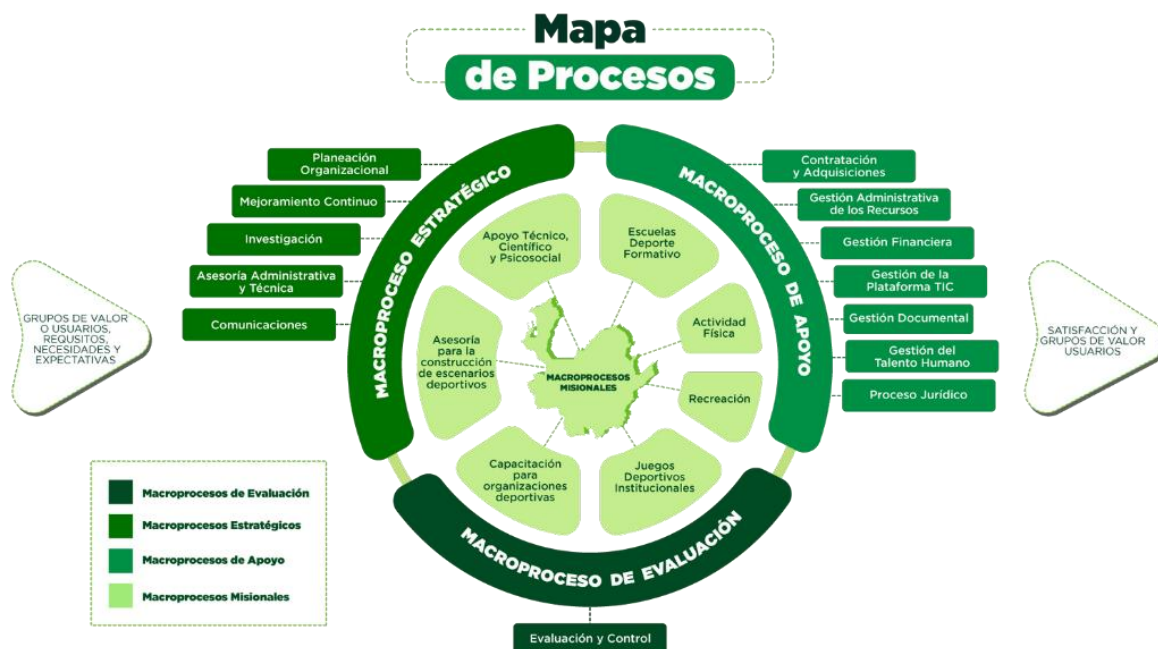 Mapa
de Procesos
Planeación
Organizacional
Mejoramiento Continuo
Investigación
Asesoría Administrativa
y Técnica
Comunicaciones
GRUPOS DE VALOR
O USUARIOS,
REQUSITOS,
NECESIDADES Y
EXPECTATIVAS
MACROPROCESO ESTRATÉGICO
MACROPROCESO DE APOYO
MACROPROCESO DE EVALUACIÓN
Apoyo Técnico,
Científico
y Psicosocial
Escuelas
Deporte
Formativo
Asesoría
para la
construcción
de escenarios
deportivos
Actividad
Física
MACROPROCESOS
MISIONALES
Recreación
Capacitación
para
organizaciones
deportivas
Juegos
Deportivos
Institucionales
Contratación
y Adquisiciones
Gestión Administrativa
de los Recursos
Gestión Financiera
Gestión de la
Plataforma TIC
Gestión Documental
Gestión del
Talento Humano
Proceso Jurídico
SATISFACCIÓN Y
GRUPOS DE VALOR
USUARIOS
Macroprocesos de Evaluación
Macroprocesos Estratégicos
Macroprocesos de Apoyo
Macroprocesos Misionales
Evaluación y Control